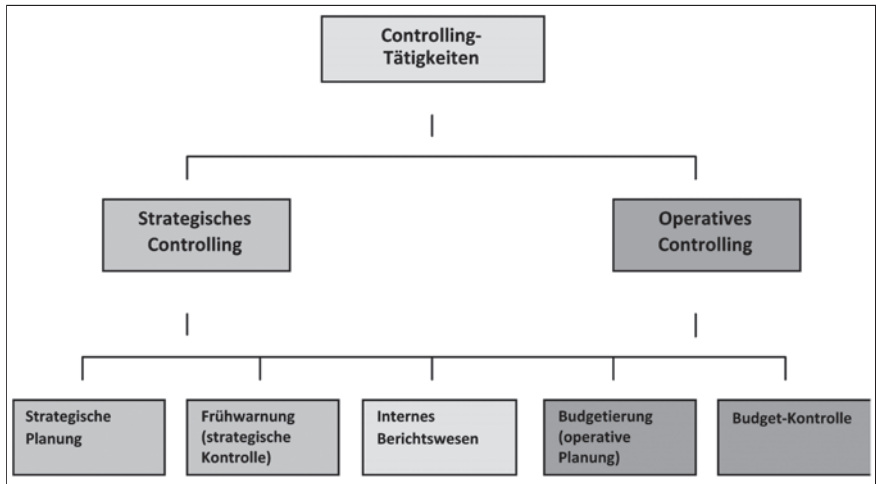 Controlling-
Tätigkeiten
Strategisches
Controlling
Operatives
Controlling
Strategische
Planung
Frühwarnung
(strategische
Kontrolle)
Internes
Berichtswesen
Budgetierung
(operative
Planung)
Budget-Kontrolle